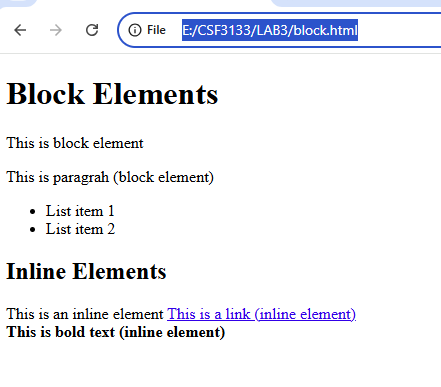 File E:/CSF3133/LAB3/block.html
Block Elements
This is block element
This is paragrah (block element)
List item 1
List item 2
Inline Elements
This is an inline element This is a link (inline element)
This is bold text (inline element)